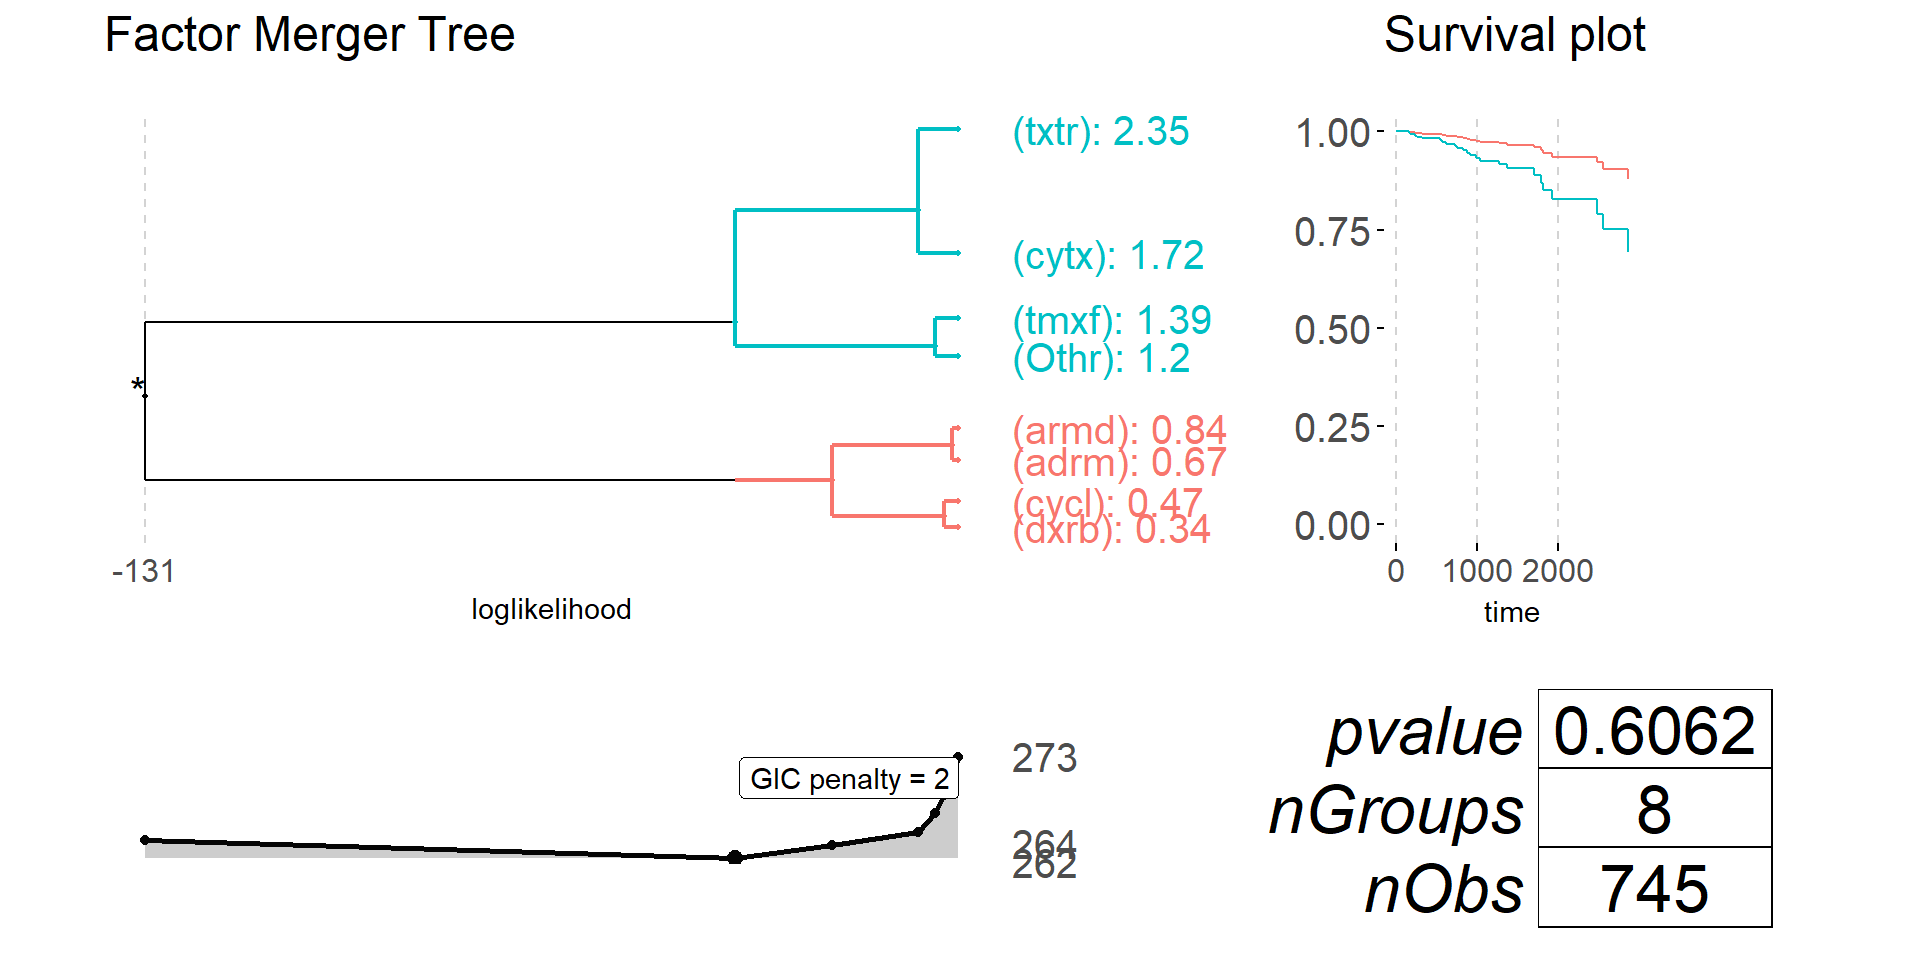 Factor Merger Tree
(txtr): 2.35
(cytx): 1.72
(tmxf): 1.39
(Othr): 1.2
(armd): 0.84
(adrm): 0.67
(cycl): 0.47
(dxrb): 0.34
*
-131
loglikelihood
Survival plot
1.00
0.75
0.50
0.25
0.00
0 1000 2000
time
GIC penalty = 2
273
264
262
pvalue 0.6062
nGroups 8
nObs 745